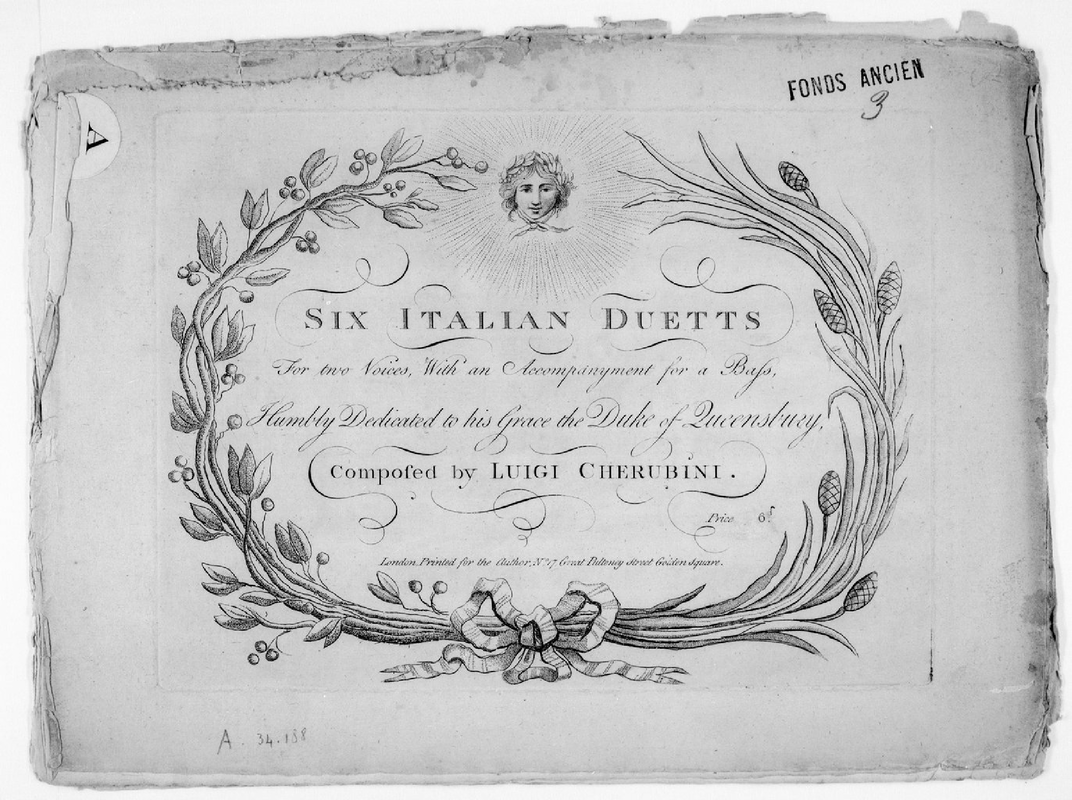 FONDS ANCIEN
3
A
SIX ITALIAN DUETTS
For two Voices, With an Accompanyment for a Baſs,
Humbly Dedicated to his Grace the Duke of Queensbury,
Compoſed by LUIGI CHERUBINI.
Price 6s
London, Printed for the Author, No. 17, Great Pulteney Street Golden Square.
A. 34.138